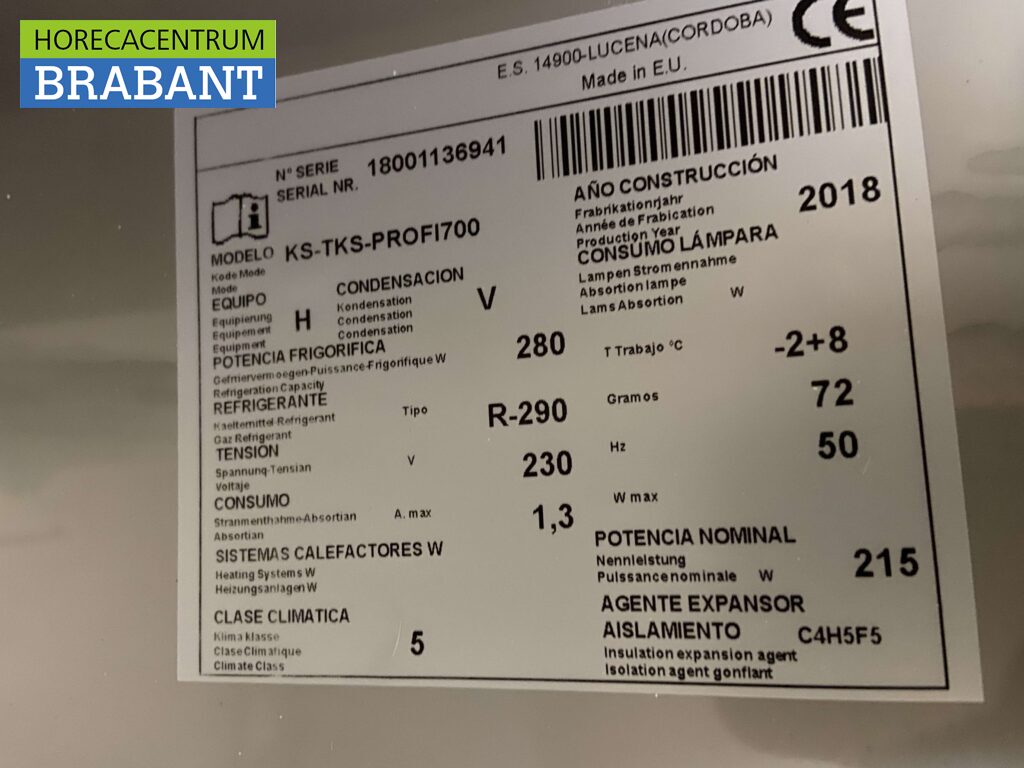 HORECACENTRUM
BRABANT
E.S. 14900-LUCENA(CORDOBA)
Made in E.U.
CE
N° SERIE
SERIAL NR. 18001136941
MODELO KS-TKS-PROFI700
Kode Mode
Mode
EQUIPO
Equipierung
Equipement
Equipment
H
CONDENSACION
Kondensation
Condensation
Condensation
V
POTENCIA FRIGORIFICA
Gefriervermoegen-Puissance-Frigorifique W
Refrigeration Capacity
280
REFRIGERANTE
Kaeltemittel-Refrigerant
Gaz Refrigerant
Tipo R-290
TENSION
Spannung-Tensian
Voltaje
V 230
CONSUMO
Stranmenthahme-Absortian
Absortian
A. max 1,3
SISTEMAS CALEFACTORES W
Heating Systems W
Heizungsanlagen W
CLASE CLIMATICA
Klima klasse
Clase Climatique
Climate Class
5
AÑO CONSTRUCCIÓN
Frabrikationrjahr
Année de Frabication
Production Year
2018
CONSUMO LÁMPARA
Lampen Stromennahme
Absortion lampe
Lams Absortion
W
T Trabajo °C -2+8
Gramos 72
Hz 50
W max
POTENCIA NOMINAL
Nennleistung
Puissance nominale W 215
AGENTE EXPANSOR
AISLAMIENTO C4H5F5
Insulation expansion agent
Isolation agent gonflant